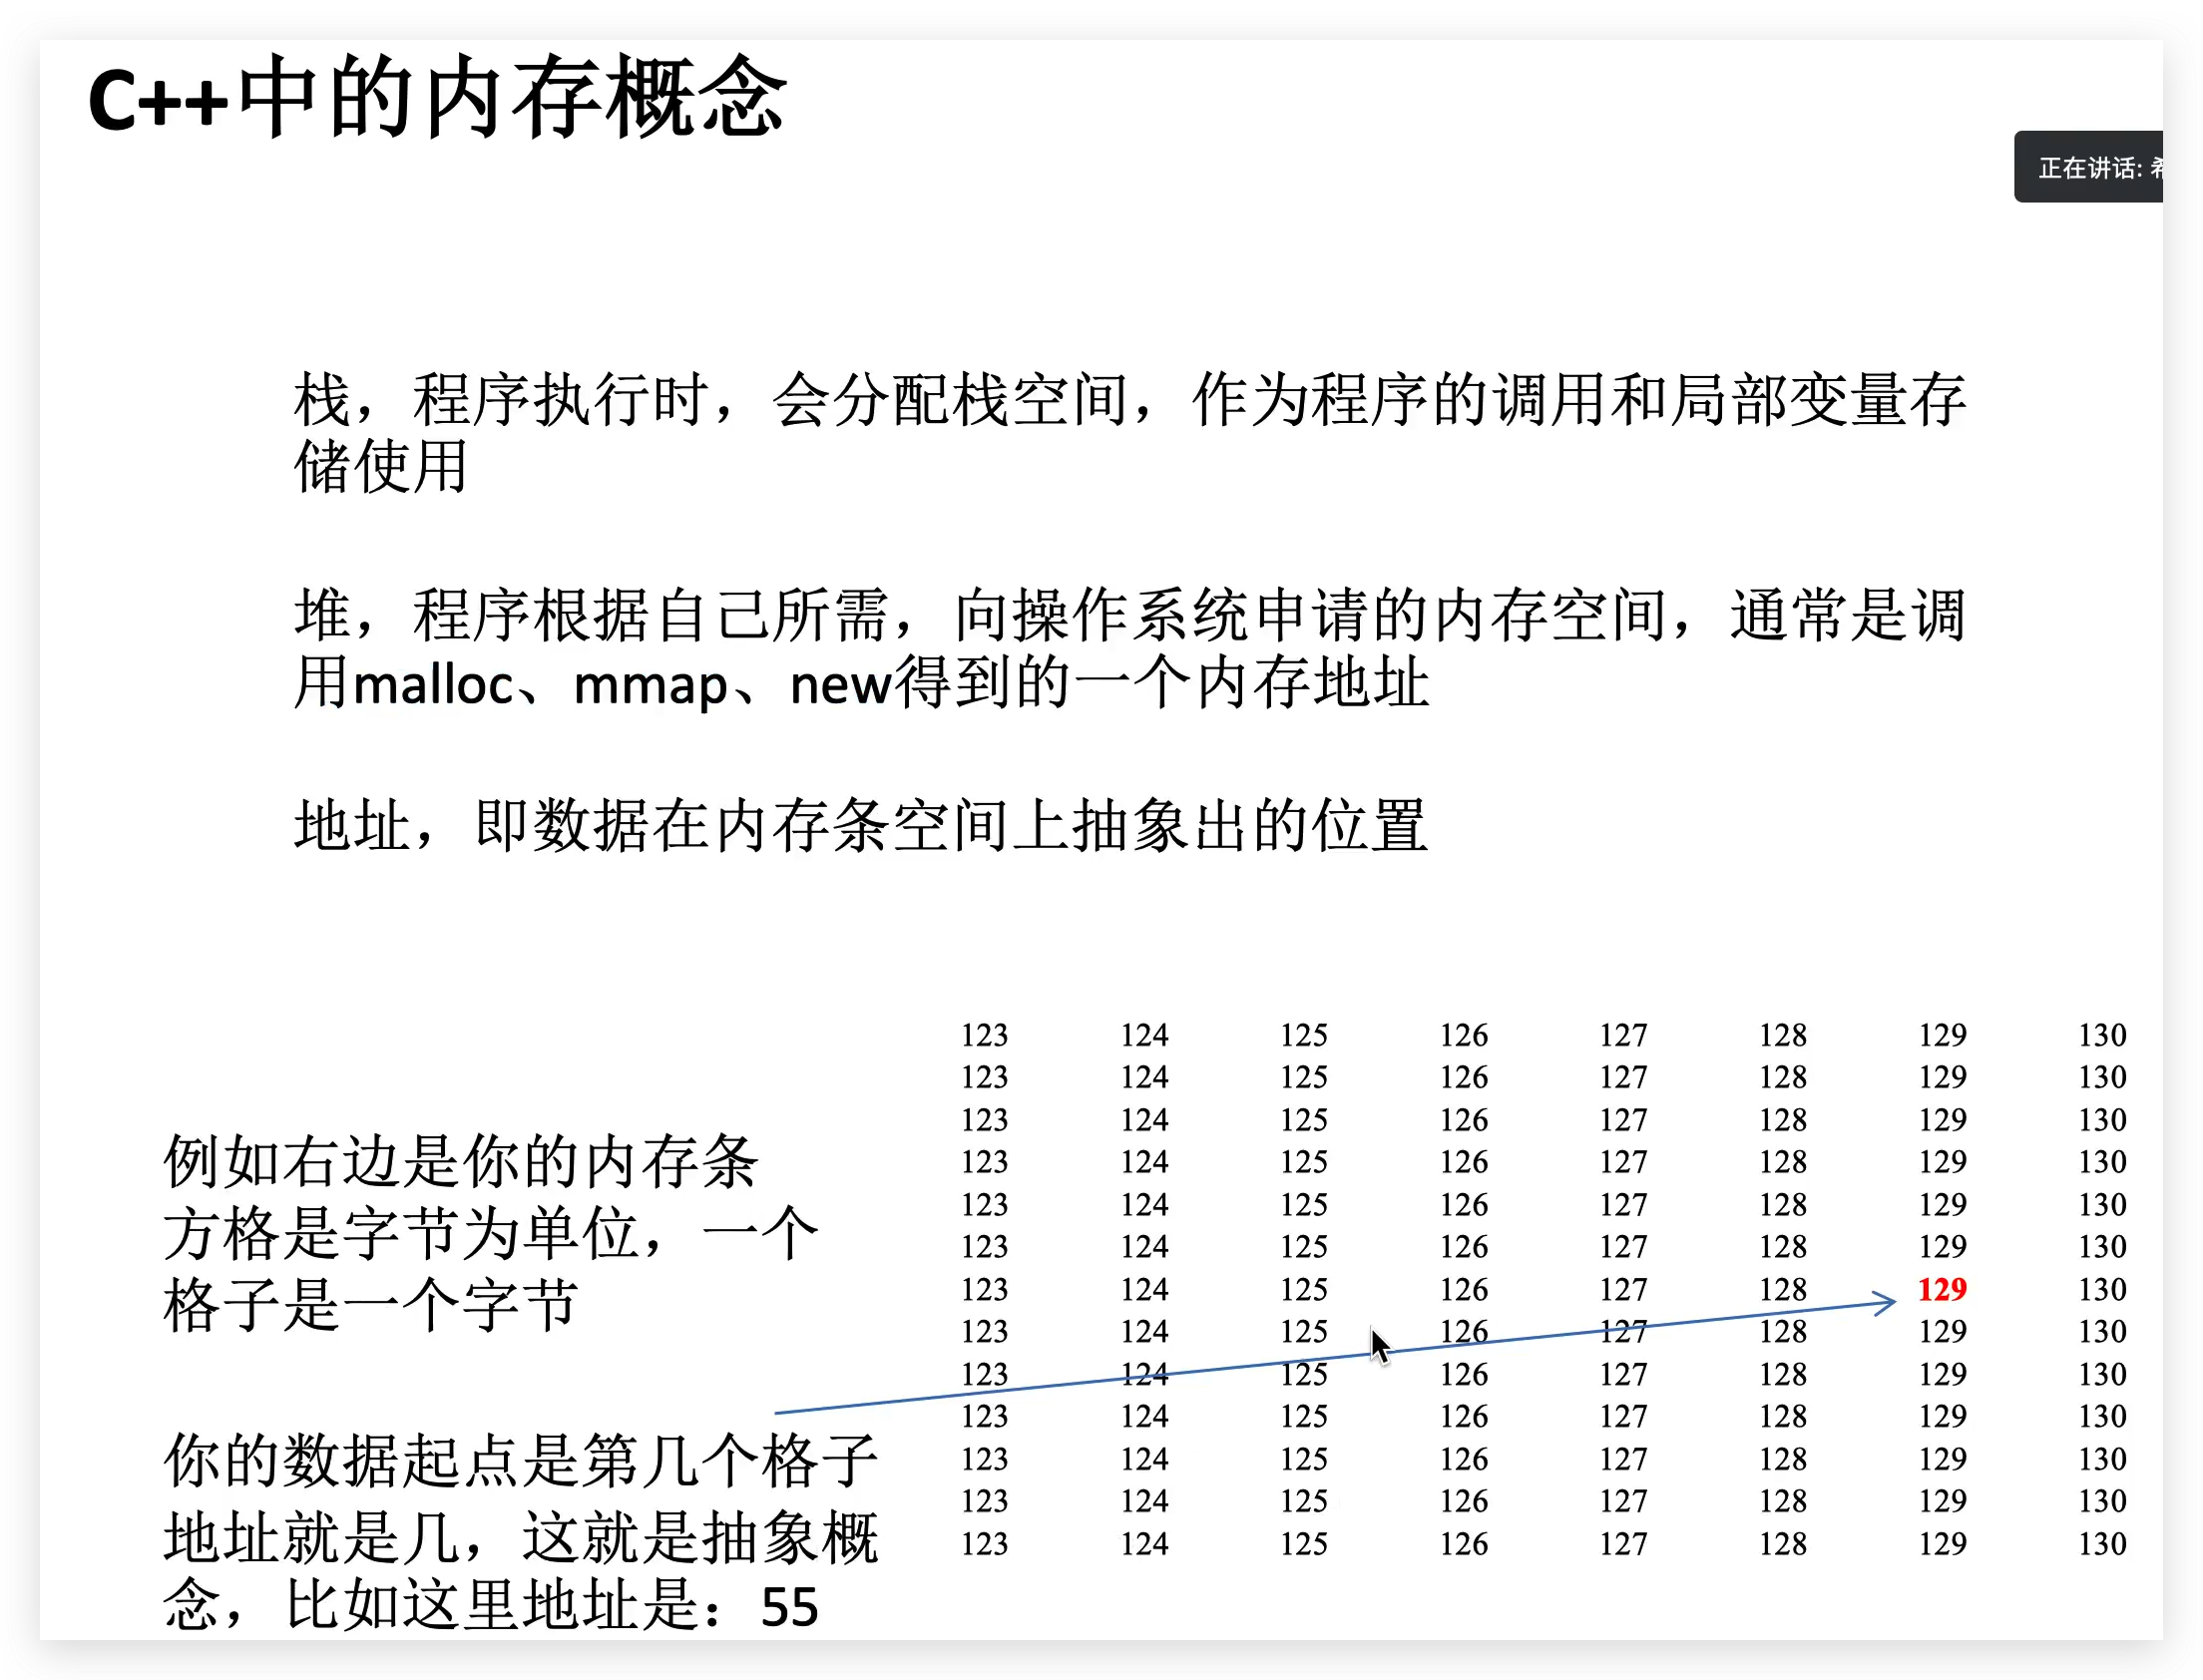 C++中的内存概念
正在讲话:
栈，程序执行时，会分配栈空间，作为程序的调用和局部变量存
储使用
堆，程序根据自己所需，向操作系统申请的内存空间，通常是调
用malloc、mmap、new得到的一个内存地址
地址，即数据在内存条空间上抽象出的位置
例如右边是你的内存条
方格是字节为单位，一个
格子是一个字节
你的数据起点是第几个格子
地址就是几，这就是抽象概
念，比如这里地址是：55
123 124 125 126 127 128 129 130
123 124 125 126 127 128 129 130
123 124 125 126 127 128 129 130
123 124 125 126 127 128 129 130
123 124 125 126 127 128 129 130
123 124 125 126 127 128 129 130
123 124 125 126 127 128 129 130
123 124 125 126 127 128 129 130
123 124 125 126 127 128 129 130
123 124 125 126 127 128 129 130
123 124 125 126 127 128 129 130
123 124 125 126 127 128 129 130
123 124 125 126 127 128 129 130